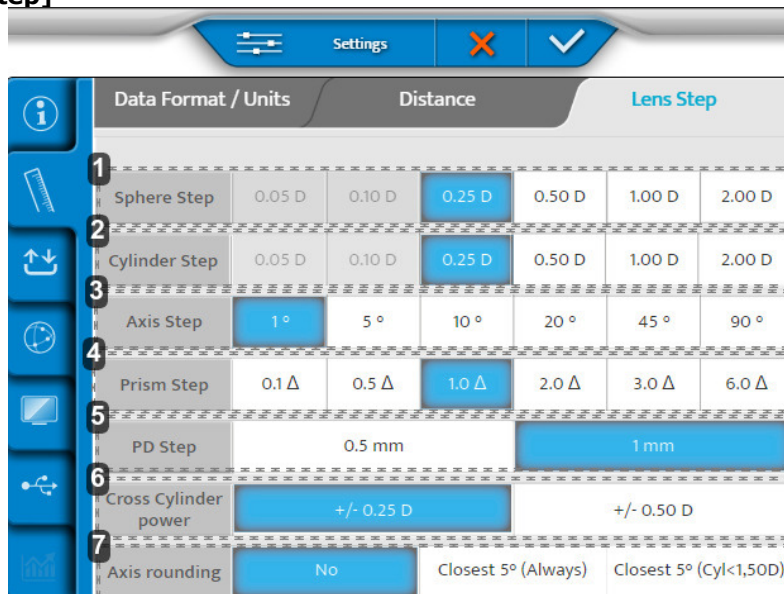 tep]
Settings
Data Format / Units Distance Lens Step
1
Sphere Step 0.05 D 0.10 D 0.25 D 0.50 D 1.00 D 2.00 D
2
Cylinder Step 0.05 D 0.10 D 0.25 D 0.50 D 1.00 D 2.00 D
3
Axis Step 1 º 5 º 10 º 20 º 45 º 90 º
4
Prism Step 0.1 Δ 0.5 Δ 1.0 Δ 2.0 Δ 3.0 Δ 6.0 Δ
5
PD Step 0.5 mm 1 mm
6
Cross Cylinder
power +/- 0.25 D +/- 0.50 D
7
Axis rounding No Closest 5º (Always) Closest 5º (Cyl<1,50D)